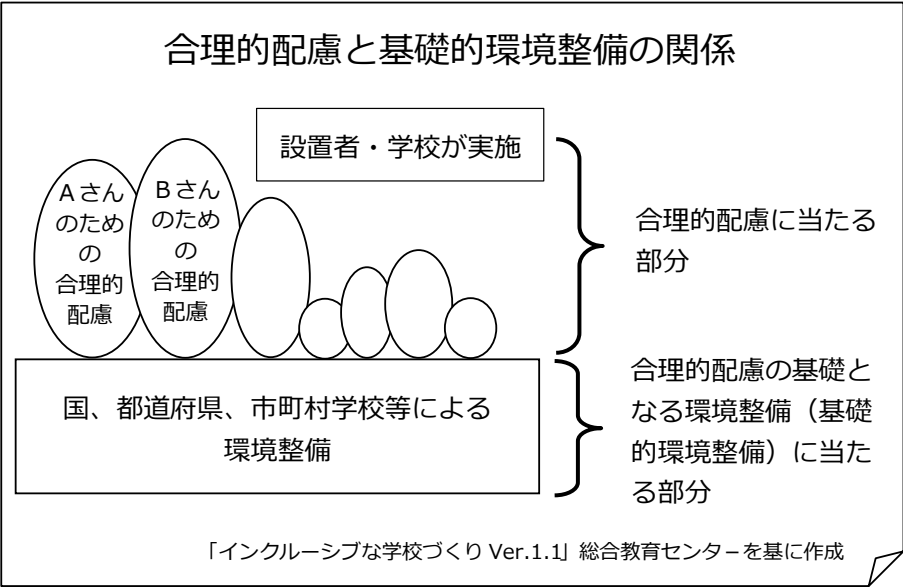 合理的配慮と基礎的環境整備の関係
設置者・学校が実施
Aさん
のため
の
合理的
配慮
Bさん
のため
の
合理的
配慮
合理的配慮に当たる
部分
国、都道府県、市町村学校等による
環境整備
合理的配慮の基礎と
なる環境整備（基礎
的環境整備）に当た
る部分
「インクルーシブな学校づくり Ver.1.1」総合教育センタ－を基に作成